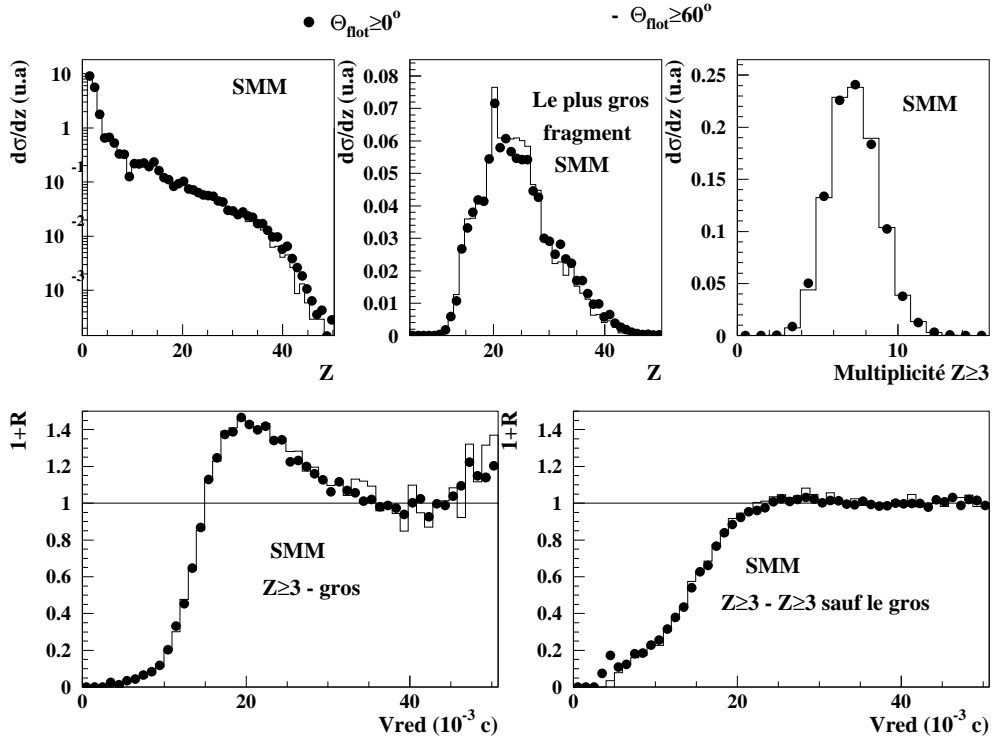 ● Θflot≥0° - Θflot≥60°
dσ/dz (u.a)
10
1
10⁻¹
10⁻²
10⁻³
SMM
0 20 40
Z
dσ/dz (u.a)
0.08
0.07
0.06
0.05
0.04
0.03
0.02
0.01
0
Le plus gros
fragment
SMM
20 40
Z
dσ/dz (u.a)
0.25
0.2
0.15
0.1
0.05
0
SMM
0 10
Multiplicité Z≥3
1+R
1.4
1.2
1
0.8
0.6
0.4
0.2
0
SMM
Z≥3 - gros
0 20 40
Vred (10⁻³ c)
1+R
1.4
1.2
1
0.8
0.6
0.4
0.2
0
SMM
Z≥3 - Z≥3 sauf le gros
0 20 40
Vred (10⁻³ c)